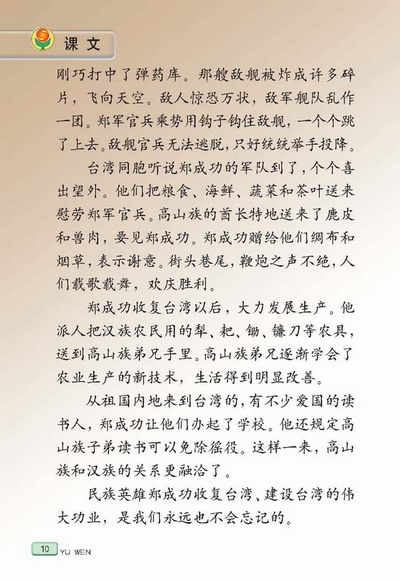 课文
刚巧打中了弹药库。那艘敌舰被炸成许多碎
片，飞向天空。敌人惊恐万状，敌军舰队乱作
一团。郑军官兵乘势用钩子钩住敌舰，一个个跳
了上去。敌舰官兵无法逃脱，只好统统举手投降。
台湾同胞听说郑成功的军队到了，个个喜
出望外。他们把粮食、海鲜、蔬菜和茶叶送来
慰劳郑军官兵。高山族的酋长特地送来了鹿皮
和兽肉，要见郑成功。郑成功赠给他们绸布和
烟草，表示谢意。街头巷尾，鞭炮之声不绝，人
们载歌载舞，欢庆胜利。
郑成功收复台湾以后，大力发展生产。他
派人把汉族农民用的犁、耙、锄、镰刀等农具，
送到高山族弟兄手里。高山族弟兄逐渐学会了
农业生产的新技术，生活得到明显改善。
从祖国内地来到台湾的，有不少爱国的读
书人，郑成功让他们办起了学校。他还规定高
山族子弟读书可以免除徭役。这样一来，高山
族和汉族的关系更融洽了。
民族英雄郑成功收复台湾、建设台湾的伟
大功业，是我们永远也不会忘记的。
10 YU WEN